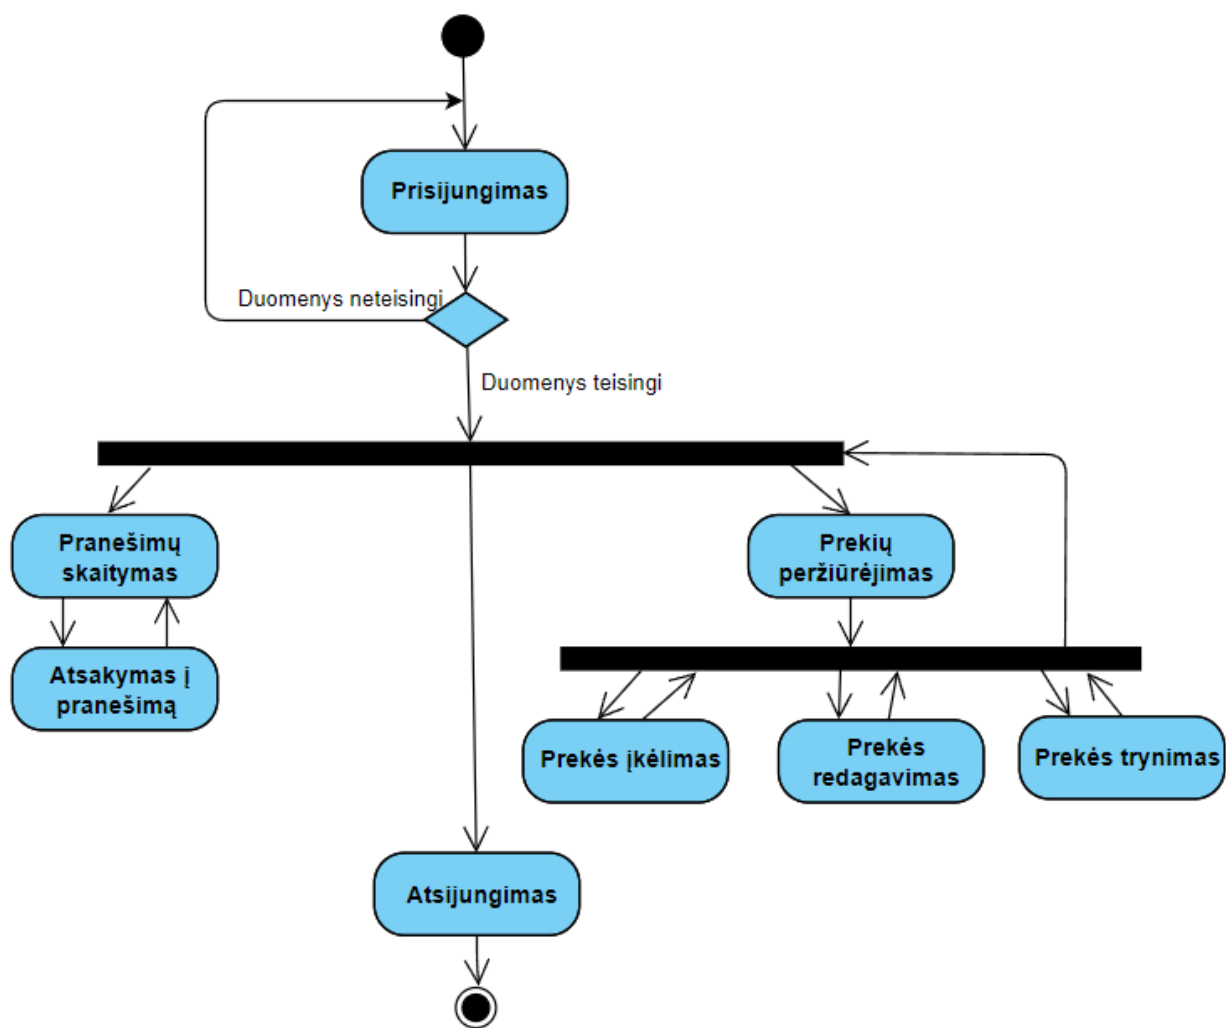 Prisijungimas
Duomenys neteisingi
Duomenys teisingi
Pranešimų
skaitymas
Prekių
peržiūrėjimas
Atsakymas į
pranešimą
Prekės įkėlimas
Prekės
redagavimas
Prekės trynimas
Atsijungimas